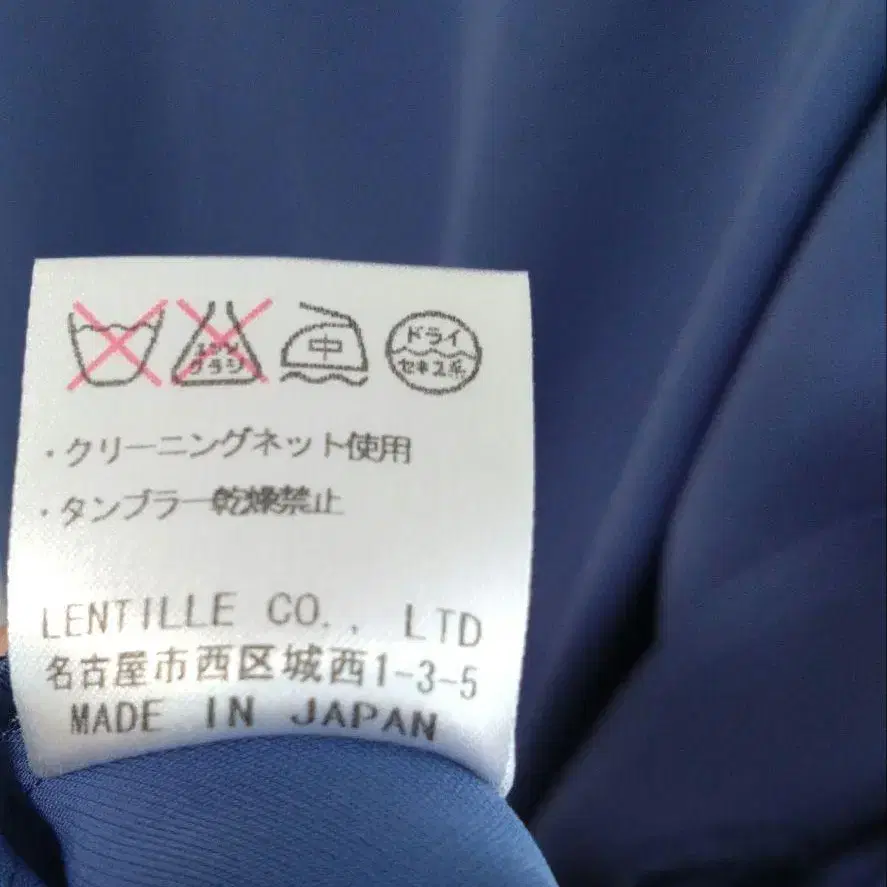 エンソ
サラシ
中
ドライ
セキユ系
・クリーニングネット使用
・タンブラー乾燥禁止
LENTILLE CO., LTD
名古屋市西区城西1-3-5
MADE IN JAPAN